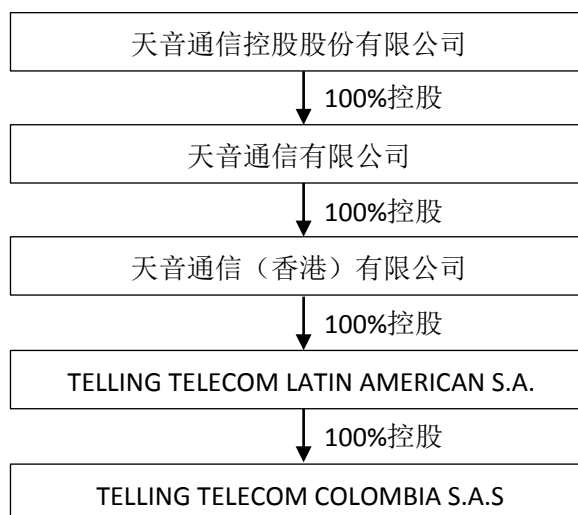 天音通信控股股份有限公司
100%控股
天音通信有限公司
100%控股
天音通信（香港）有限公司
100%控股
TELLING TELECOM LATIN AMERICAN S.A.
100%控股
TELLING TELECOM COLOMBIA S.A.S